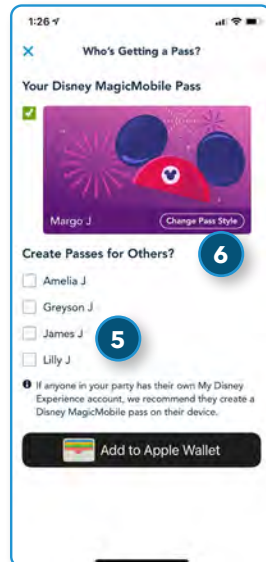 1:26
Who's Getting a Pass?
Your Disney MagicMobile Pass
Margo J
Change Pass Style
6
Create Passes for Others?
Amelia J
Greyson J
James J
5
Lilly J
If anyone in your party has their own My Disney
Experience account, we recommend they create a
Disney MagicMobile pass on their device.
Add to Apple Wallet